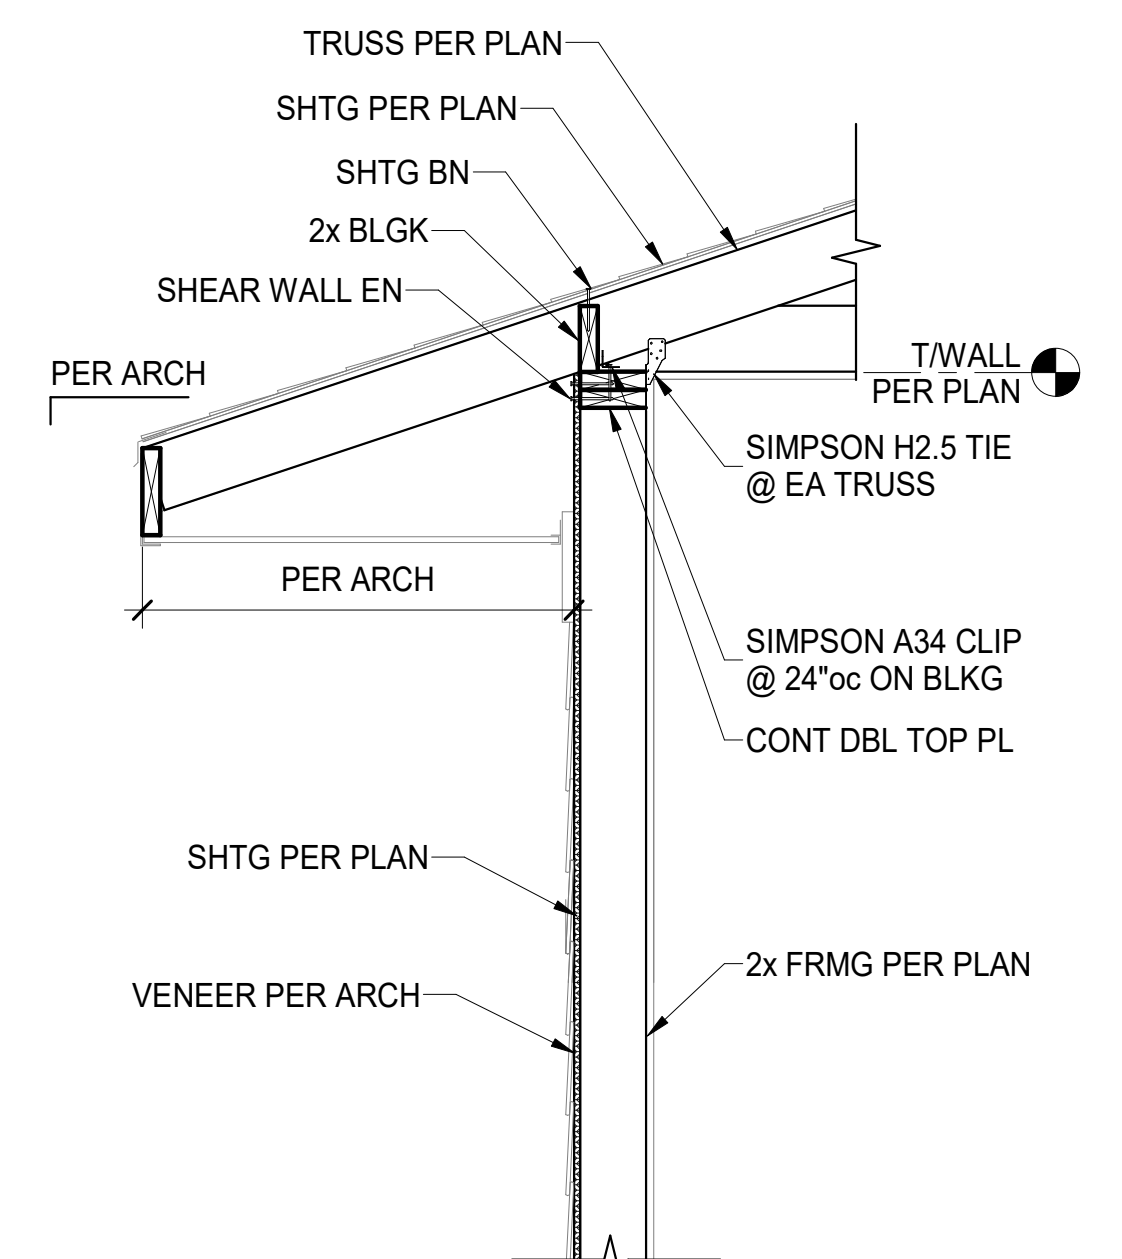 TRUSS PER PLAN
SHTG PER PLAN
SHTG BN
2x BLGK
SHEAR WALL EN
PER ARCH
T/WALL
PER PLAN
SIMPSON H2.5 TIE
@ EA TRUSS
PER ARCH
SIMPSON A34 CLIP
@ 24"oc ON BLKG
CONT DBL TOP PL
SHTG PER PLAN
2x FRMG PER PLAN
VENEER PER ARCH